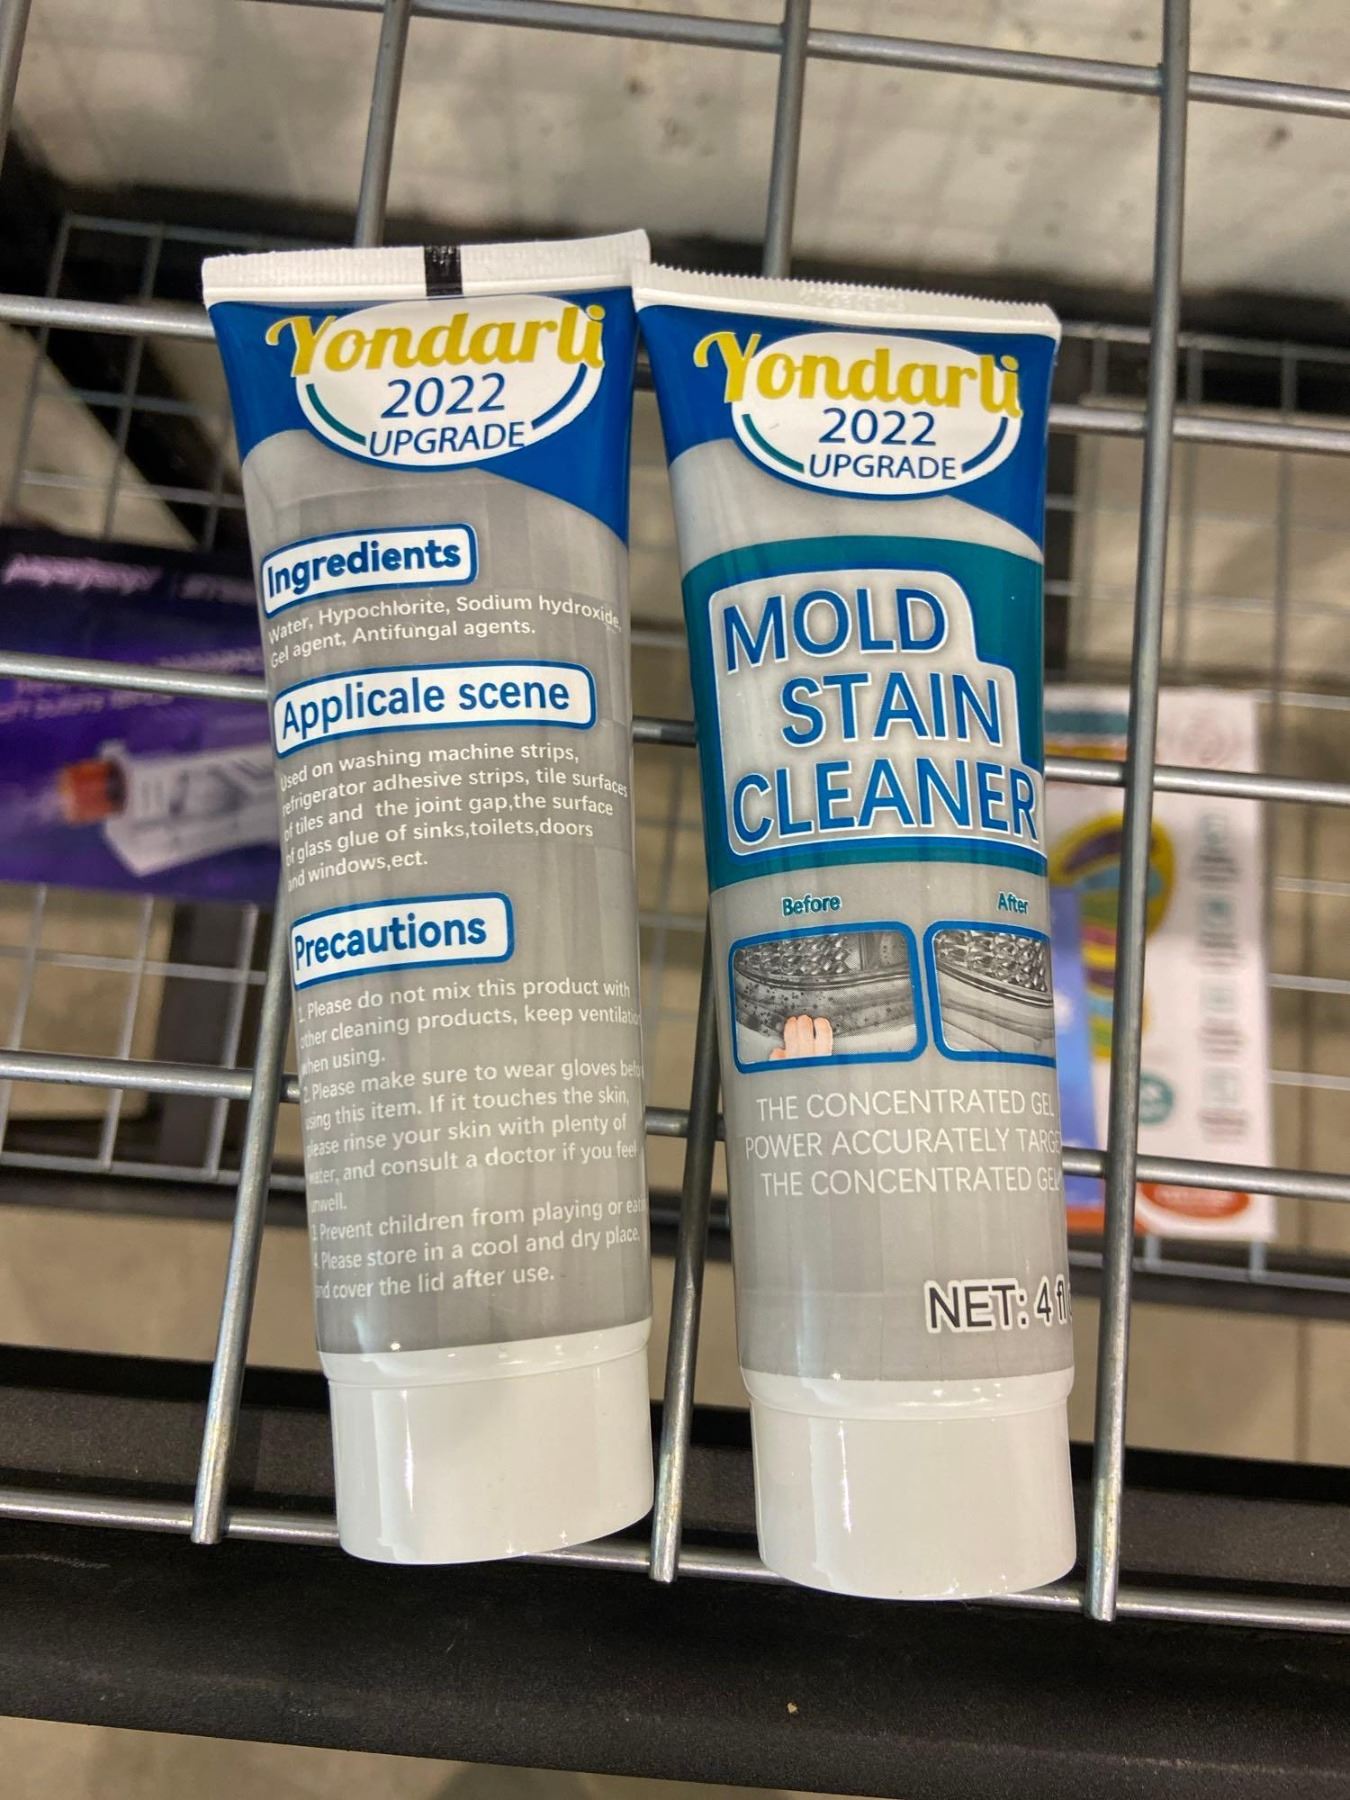 Yondarli
2022
UPGRADE
Ingredients
Water, Hypochlorite, Sodium hydroxide,
Gel agent, Antifungal agents.
Applicale scene
Used on washing machine strips,
refrigerator adhesive strips, tile surfaces
of tiles and the joint gap,the surface
of glass glue of sinks,toilets,doors
and windows,ect.
Precautions
1. Please do not mix this product with
other cleaning products, keep ventilatio
when using.
2. Please make sure to wear gloves befo
using this item. If it touches the skin,
please rinse your skin with plenty of
water, and consult a doctor if you feel
unwell.
3. Prevent children from playing or eat
4. Please store in a cool and dry place,
and cover the lid after use.
Yondarli
2022
UPGRADE
MOLD
STAIN
CLEANER
Before After
THE CONCENTRATED GEL
POWER ACCURATELY TARGE
THE CONCENTRATED GEL
NET: 4 fl